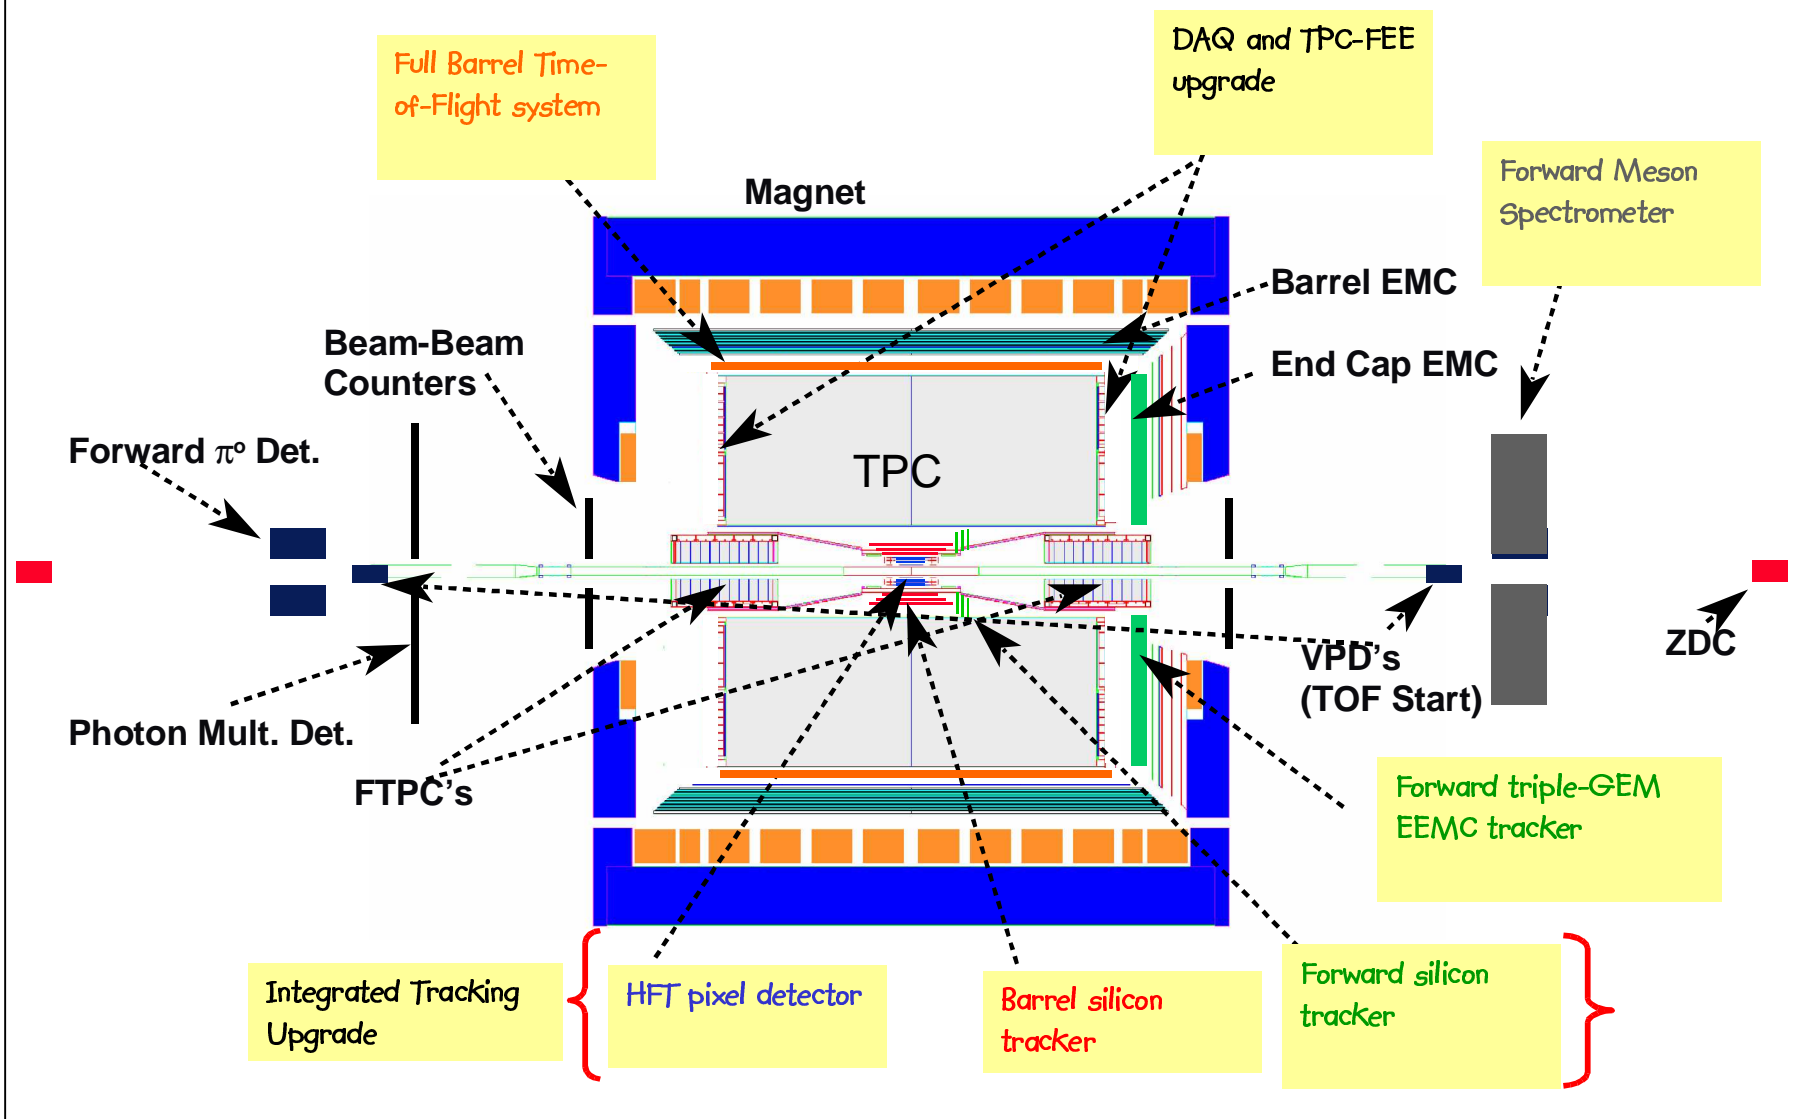 DAQ and TPC-FEE
upgrade
Full Barrel Time-
of-Flight system
Forward Meson
Spectrometer
Magnet
Barrel EMC
Beam-Beam
Counters
End Cap EMC
Forward πº Det.
TPC
ZDC
VPD's
(TOF Start)
Photon Mult. Det.
FTPC's
Forward triple-GEM
EEMC tracker
Integrated Tracking
Upgrade
HFT pixel detector
Barrel silicon
tracker
Forward silicon
tracker